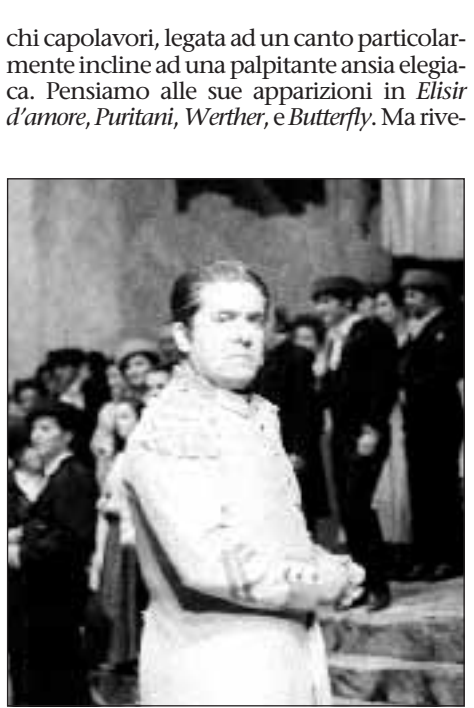 chi capolavori, legata ad un canto particolar-
mente incline ad una palpitante ansia elegia-
ca. Pensiamo alle sue apparizioni in Elisir
d'amore, Puritani, Werther, e Butterfly. Ma rive-